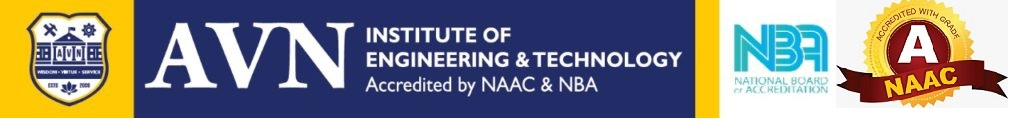 AVN
WISDOM • VIRTUE • SERVICE
ESTD 2008
AVN
INSTITUTE OF
ENGINEERING & TECHNOLOGY
Accredited by NAAC & NBA
NBA
NATIONAL BOARD
of ACCREDITATION
ACCREDITED WITH GRADE
A
NAAC